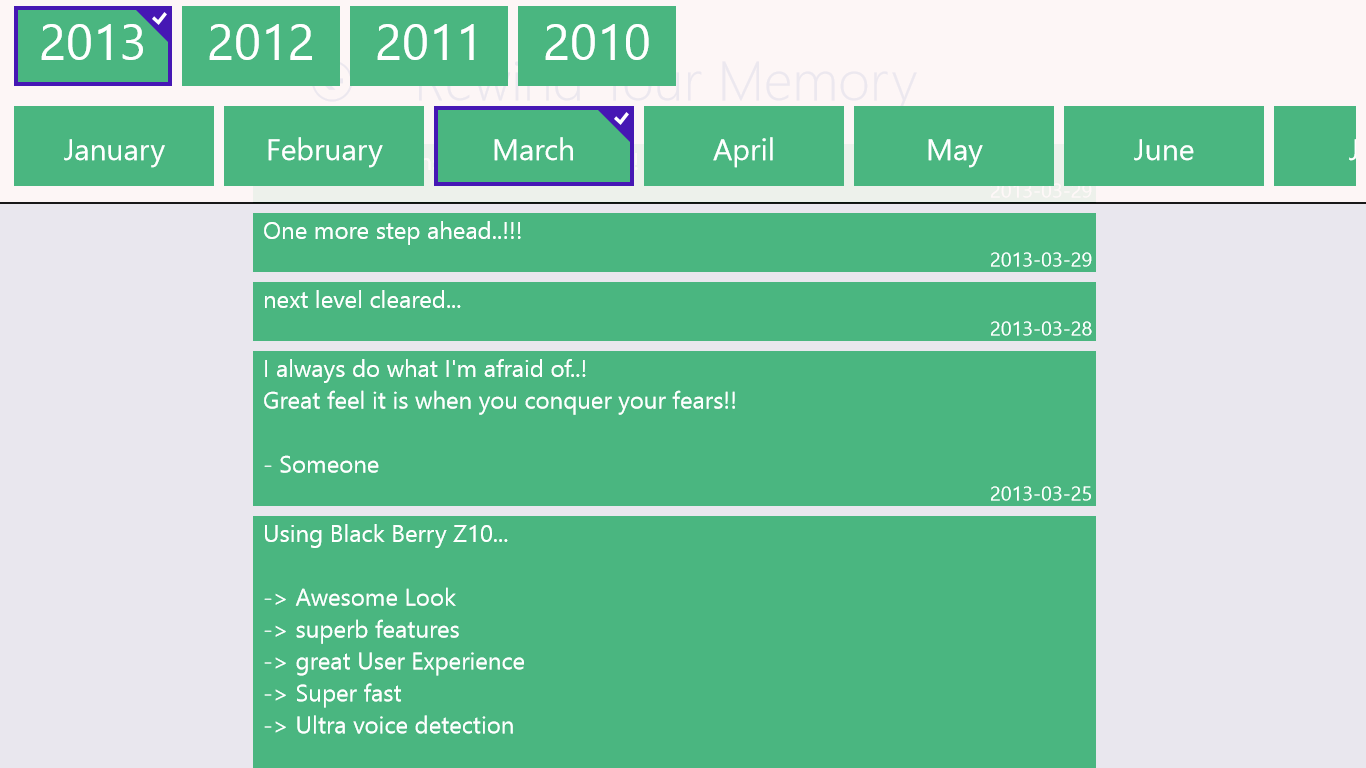 2013 2012 2011 2010
Rewind Your Memory
January February March April May June
2013-03-29
One more step ahead..!!!
2013-03-29
next level cleared...
2013-03-28
I always do what I'm afraid of..!
Great feel it is when you conquer your fears!!
- Someone
2013-03-25
Using Black Berry Z10...
-> Awesome Look
-> superb features
-> great User Experience
-> Super fast
-> Ultra voice detection